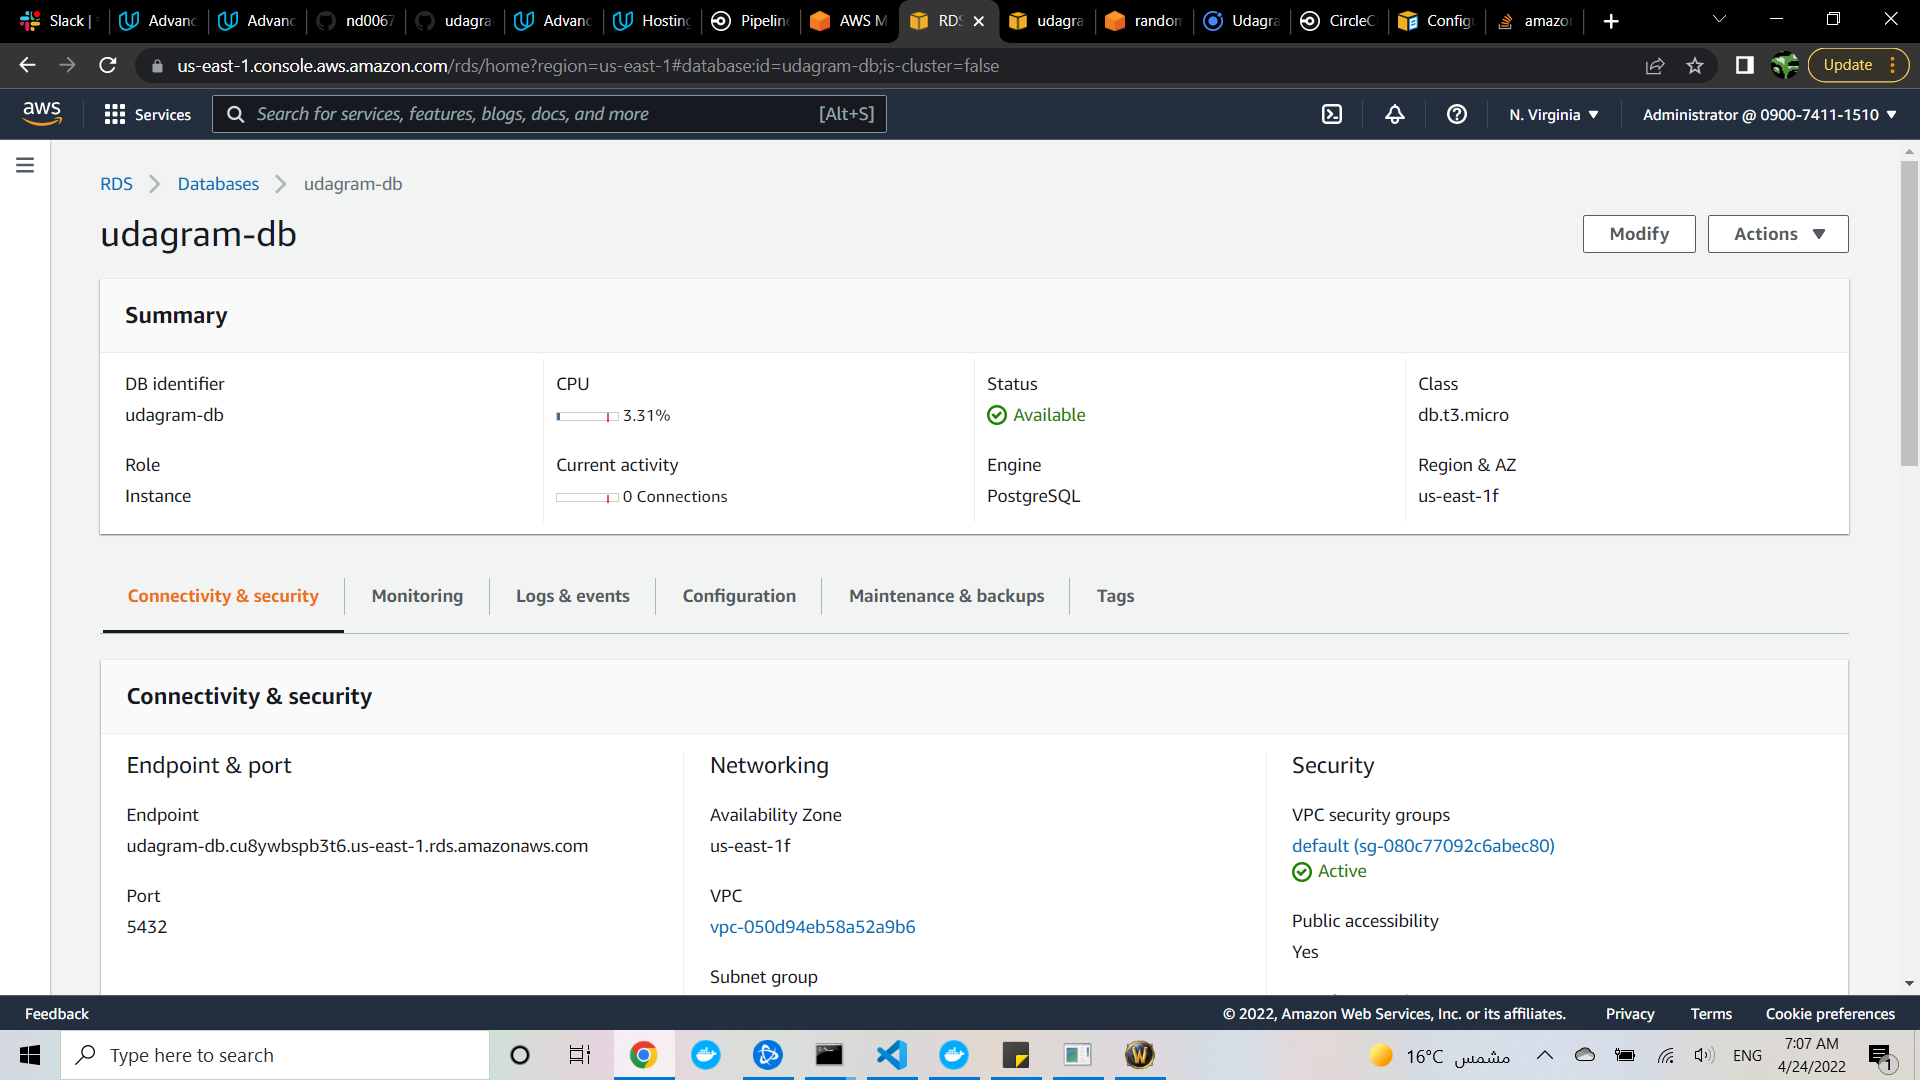 Slack |
Advanc
Advanc
nd0067
udagra
Advanc
Hosting
Pipeline
AWS M
RDS
udagra
random
Udagra
CircleC
Config
amazon
us-east-1.console.aws.amazon.com/rds/home?region=us-east-1#database:id=udagram-db;is-cluster=false
Update
aws
Services
Search for services, features, blogs, docs, and more
[Alt+S]
N. Virginia
Administrator @ 0900-7411-1510
RDS
Databases
udagram-db
udagram-db
Modify
Actions
Summary
DB identifier
udagram-db
CPU
3.31%
Status
Available
Class
db.t3.micro
Role
Instance
Current activity
0 Connections
Engine
PostgreSQL
Region & AZ
us-east-1f
Connectivity & security
Monitoring
Logs & events
Configuration
Maintenance & backups
Tags
Connectivity & security
Endpoint & port
Endpoint
udagram-db.cu8ywbspb3t6.us-east-1.rds.amazonaws.com
Port
5432
Networking
Availability Zone
us-east-1f
VPC
vpc-050d94eb58a52a9b6
Subnet group
Security
VPC security groups
default (sg-080c77092c6abec80)
Active
Public accessibility
Yes
Feedback
© 2022, Amazon Web Services, Inc. or its affiliates.
Privacy
Terms
Cookie preferences
Type here to search
16°C مشمس
ENG
7:07 AM
4/24/2022
1